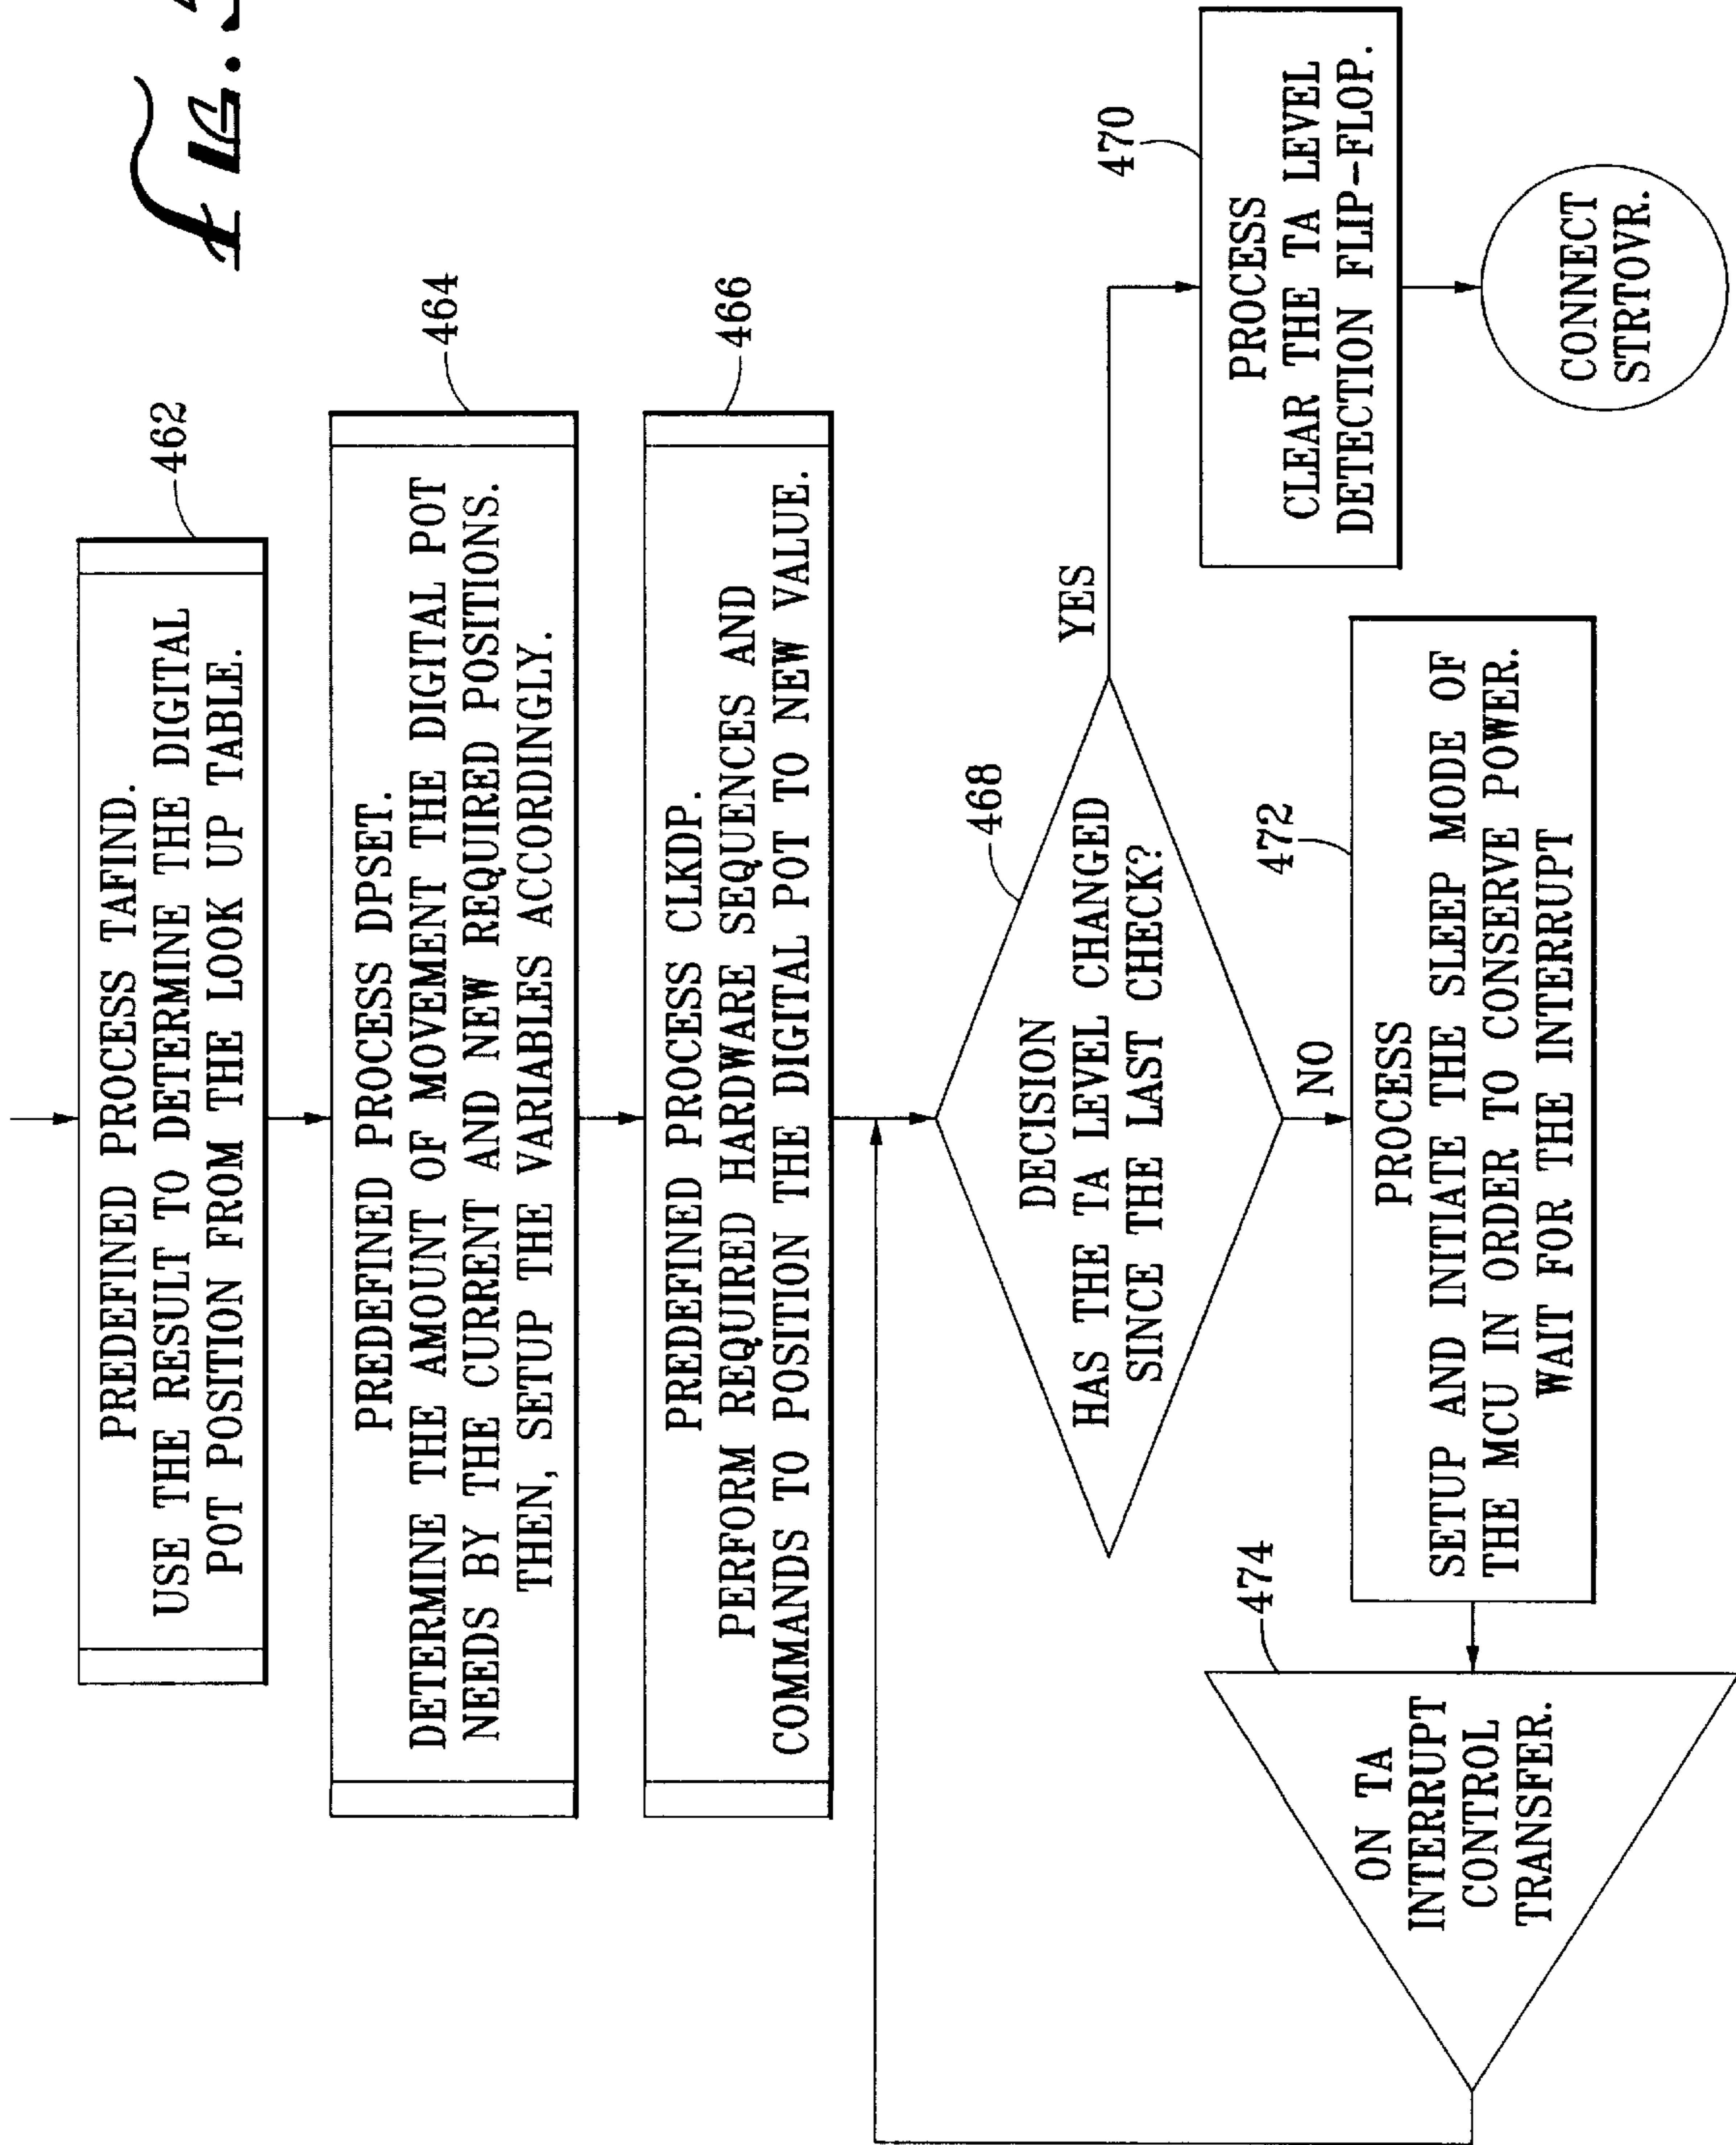 PREDEFINED PROCESS TAFIND.
USE THE RESULT TO DETERMINE THE DIGITAL
POT POSITION FROM THE LOOK UP TABLE.
462
PREDEFINED PROCESS DPSET.
DETERMINE THE AMOUNT OF MOVEMENT THE DIGITAL POT
NEEDS BY THE CURRENT AND NEW REQUIRED POSITIONS.
THEN, SETUP THE VARIABLES ACCORDINGLY.
464
PREDEFINED PROCESS CLKDP.
PERFORM REQUIRED HARDWARE SEQUENCES AND
COMMANDS TO POSITION THE DIGITAL POT TO NEW VALUE.
466
DECISION
HAS THE TA LEVEL CHANGED
SINCE THE LAST CHECK?
468
YES
NO
PROCESS
CLEAR THE TA LEVEL
DETECTION FLIP-FLOP.
470
CONNECT
STRTOVR.
PROCESS
SETUP AND INITIATE THE SLEEP MODE OF
THE MCU IN ORDER TO CONSERVE POWER.
WAIT FOR THE INTERRUPT
472
ON TA
INTERRUPT
CONTROL
TRANSFER.
474
FIG.